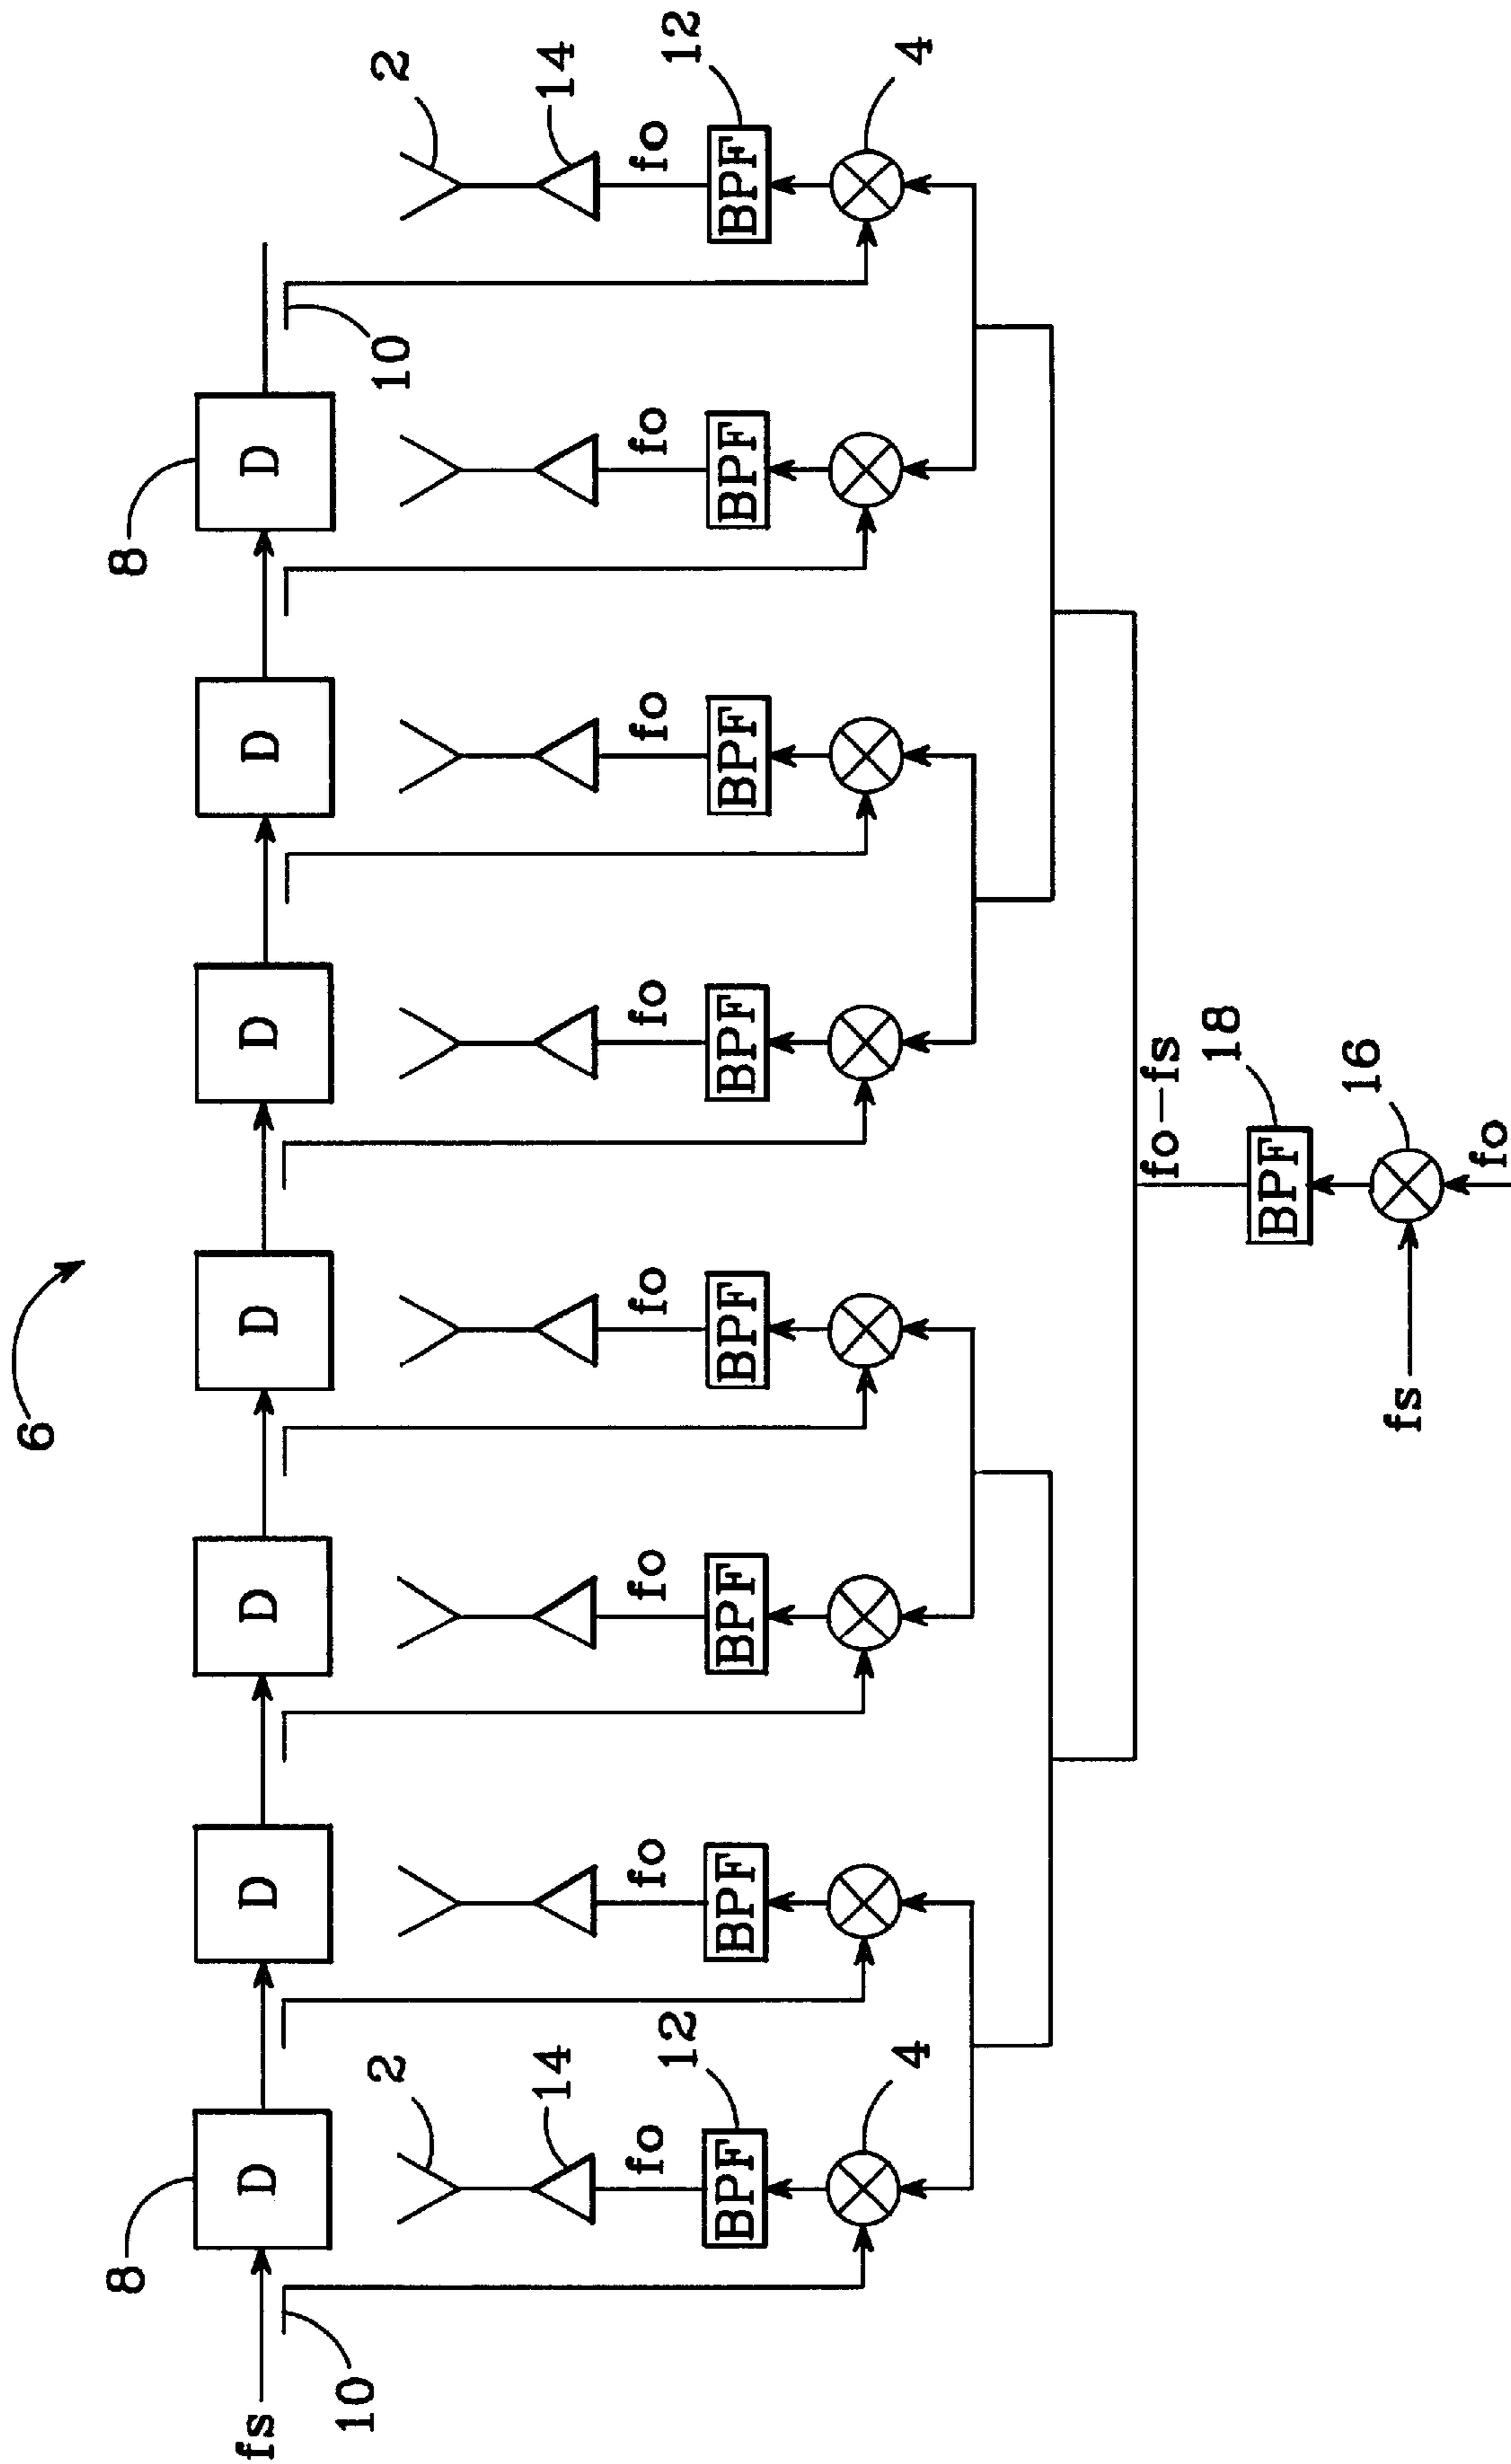 6
8 8
fs D D D D D D D
10 10
2 2
14 14
fo fo fo fo fo fo fo fo
12 12
BPF BPF BPF BPF BPF BPF BPF BPF
4 4
fo-fs
18
BPF
16
fs
fo